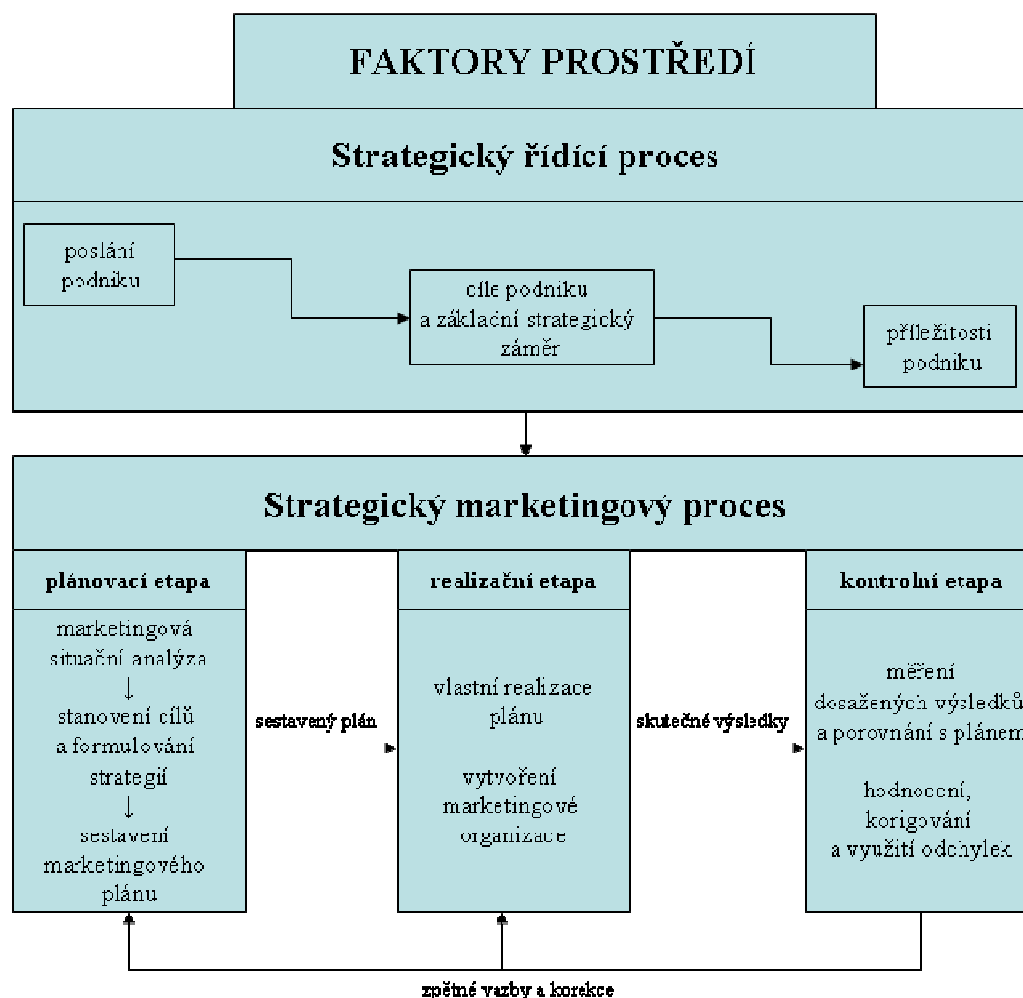 FAKTORY PROSTŘEDÍ
Strategický řídící proces
poslání
podniku
cíle podniku
a základní strategický
záměr
příležitosti
podniku
Strategický marketingový proces
plánovací etapa
marketingová
situační analýza
↓
stanovení cílů
a formulování
strategií
↓
sestavení
marketingového
plánu
sestavený plán
realizační etapa
vlastní realizace
plánu
vytvoření
marketingové
organizace
skutečné výsledky
kontrolní etapa
měření
dosažených výsledků
a porovnání s plánem
hodnocení,
korigování
a využití odchylek
zpětné vazby a korekce